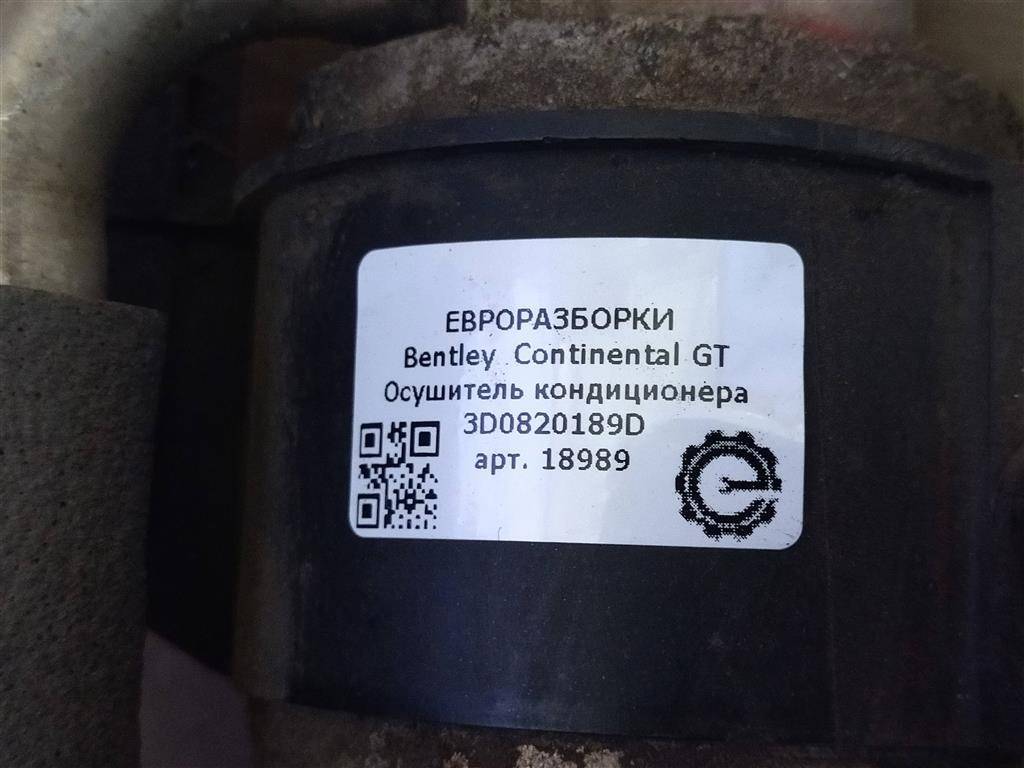 ЕВРОРАЗБОРКИ
Bentley Continental GT
Осушитель кондиционера
3D0820189D
арт. 18989